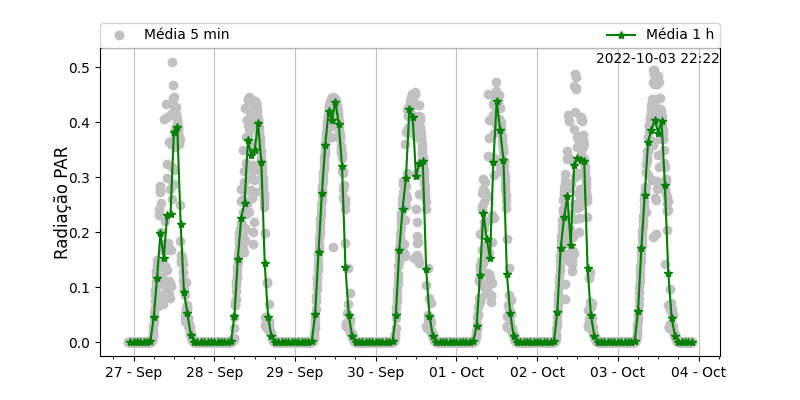 Média 5 min
Média 1 h
2022-10-03 22:22
Radiação PAR
0.5
0.4
0.3
0.2
0.1
0.0
27 - Sep
28 - Sep
29 - Sep
30 - Sep
01 - Oct
02 - Oct
03 - Oct
04 - Oct